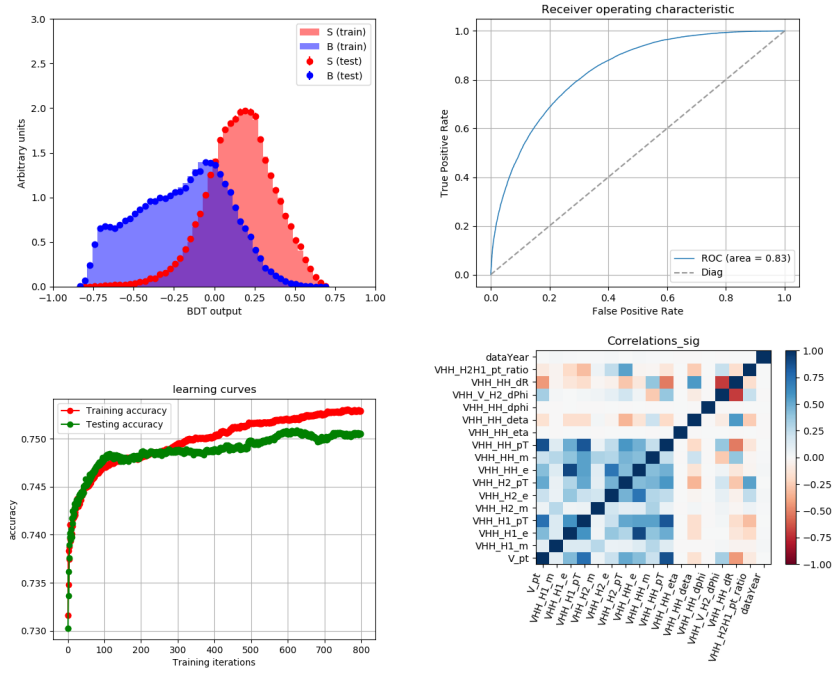 3.0
2.5
2.0
1.5
1.0
0.5
0.0
Arbitrary units
S (train)
B (train)
S (test)
B (test)
−1.00 −0.75 −0.50 −0.25 0.00 0.25 0.50 0.75 1.00
BDT output
Receiver operating characteristic
1.0
0.8
0.6
0.4
0.2
0.0
True Positive Rate
ROC (area = 0.83)
Diag
0.0 0.2 0.4 0.6 0.8 1.0
False Positive Rate
learning curves
Training accuracy
Testing accuracy
0.750
0.745
0.740
0.735
0.730
accuracy
0 100 200 300 400 500 600 700 800
Training iterations
Correlations_sig
dataYear
VHH_H2H1_pt_ratio
VHH_HH_dR
VHH_V_H2_dPhi
VHH_HH_dphi
VHH_HH_deta
VHH_HH_eta
VHH_HH_pT
VHH_HH_m
VHH_HH_e
VHH_H2_pT
VHH_H2_e
VHH_H2_m
VHH_H1_pT
VHH_H1_e
VHH_H1_m
V_pt
V_pt
VHH_H1_m
VHH_H1_e
VHH_H1_pT
VHH_H2_m
VHH_H2_e
VHH_H2_pT
VHH_HH_e
VHH_HH_m
VHH_HH_pT
VHH_HH_eta
VHH_HH_deta
VHH_HH_dphi
VHH_V_H2_dPhi
VHH_HH_dR
VHH_H2H1_pt_ratio
dataYear
1.00
0.75
0.50
0.25
0.00
−0.25
−0.50
−0.75
−1.00